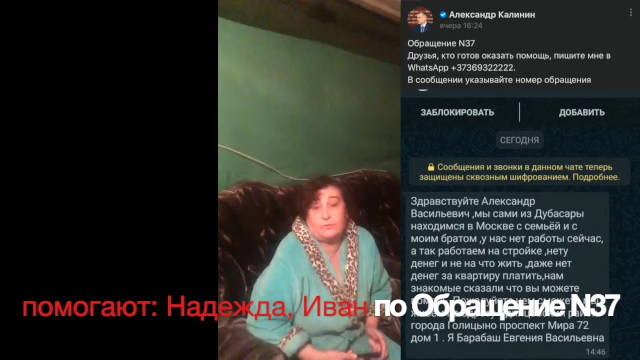 Александр Калинин
вчера 16:24
Обращение N37
Друзья, кто готов оказать помощь, пишите мне в
WhatsApp +37369322222.
В сообщении указывайте номер обращения
ЗАБЛОКИРОВАТЬ
ДОБАВИТЬ
СЕГОДНЯ
Сообщения и звонки в данном чате теперь
защищены сквозным шифрованием. Подробнее.
Здравствуйте Александр
Васильевич ,мы сами из Дубасары
находимся в Москве с семьёй и с
моим братом ,у нас нет работы сейчас,
а так работаем на стройке ,нету
денег и не на что жить ,даже нет
денег за квартиру платить,нам
знакомые сказали что вы можете
помогают: Надежда, Иван по Обращение N37
города Голицыно проспект Мира 72
дом 1 . Я Барабаш Евгения Васильевна
14:46